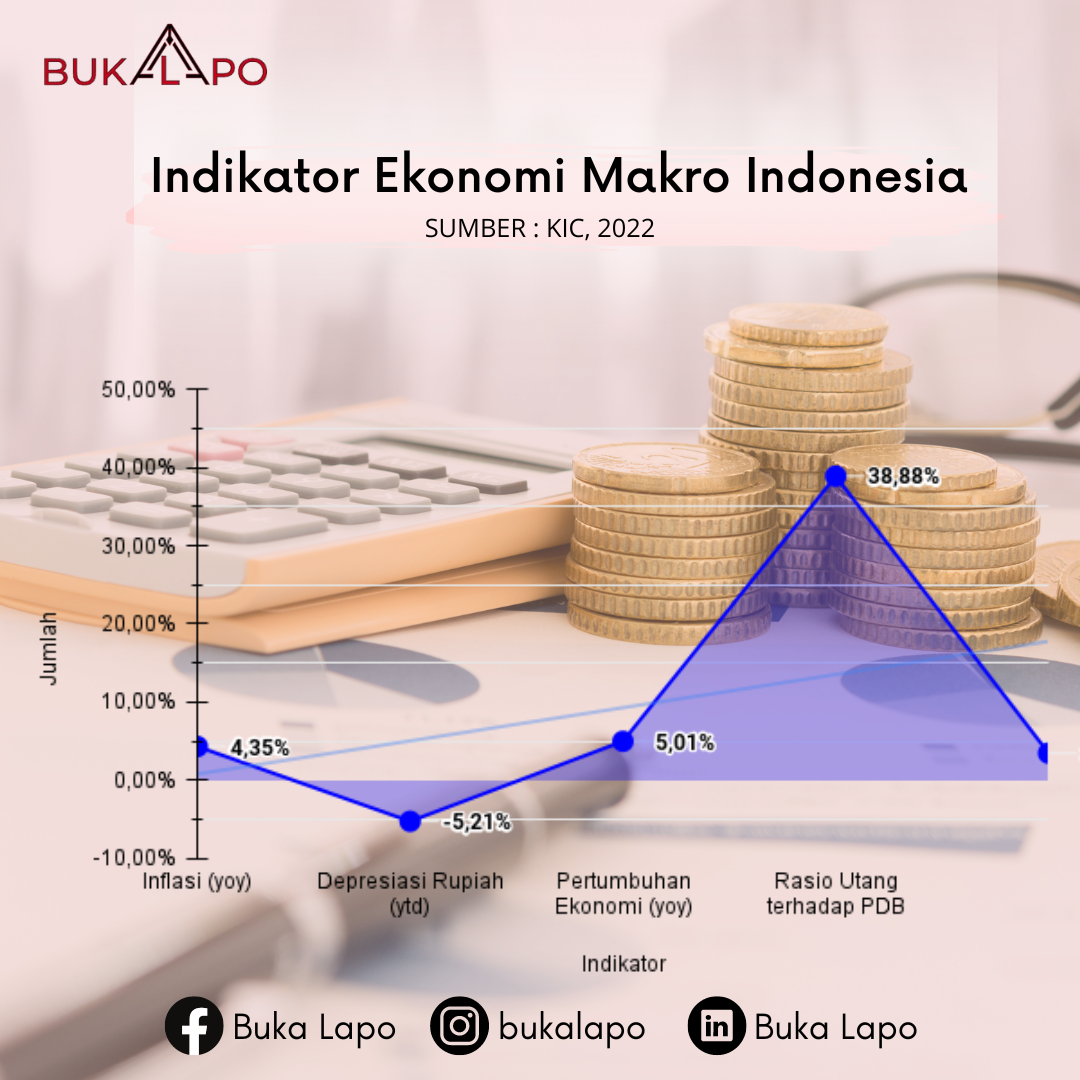 BUKALAPO
Indikator Ekonomi Makro Indonesia
SUMBER : KIC, 2022
50,00%
40,00%
38,88%
30,00%
Jumlah
20,00%
10,00%
4,35%
5,01%
0,00%
-5,21%
-10,00%
Inflasi (yoy)
Depresiasi Rupiah
(ytd)
Pertumbuhan
Ekonomi (yoy)
Rasio Utang
terhadap PDB
Indikator
Buka Lapo
bukalapo
in Buka Lapo